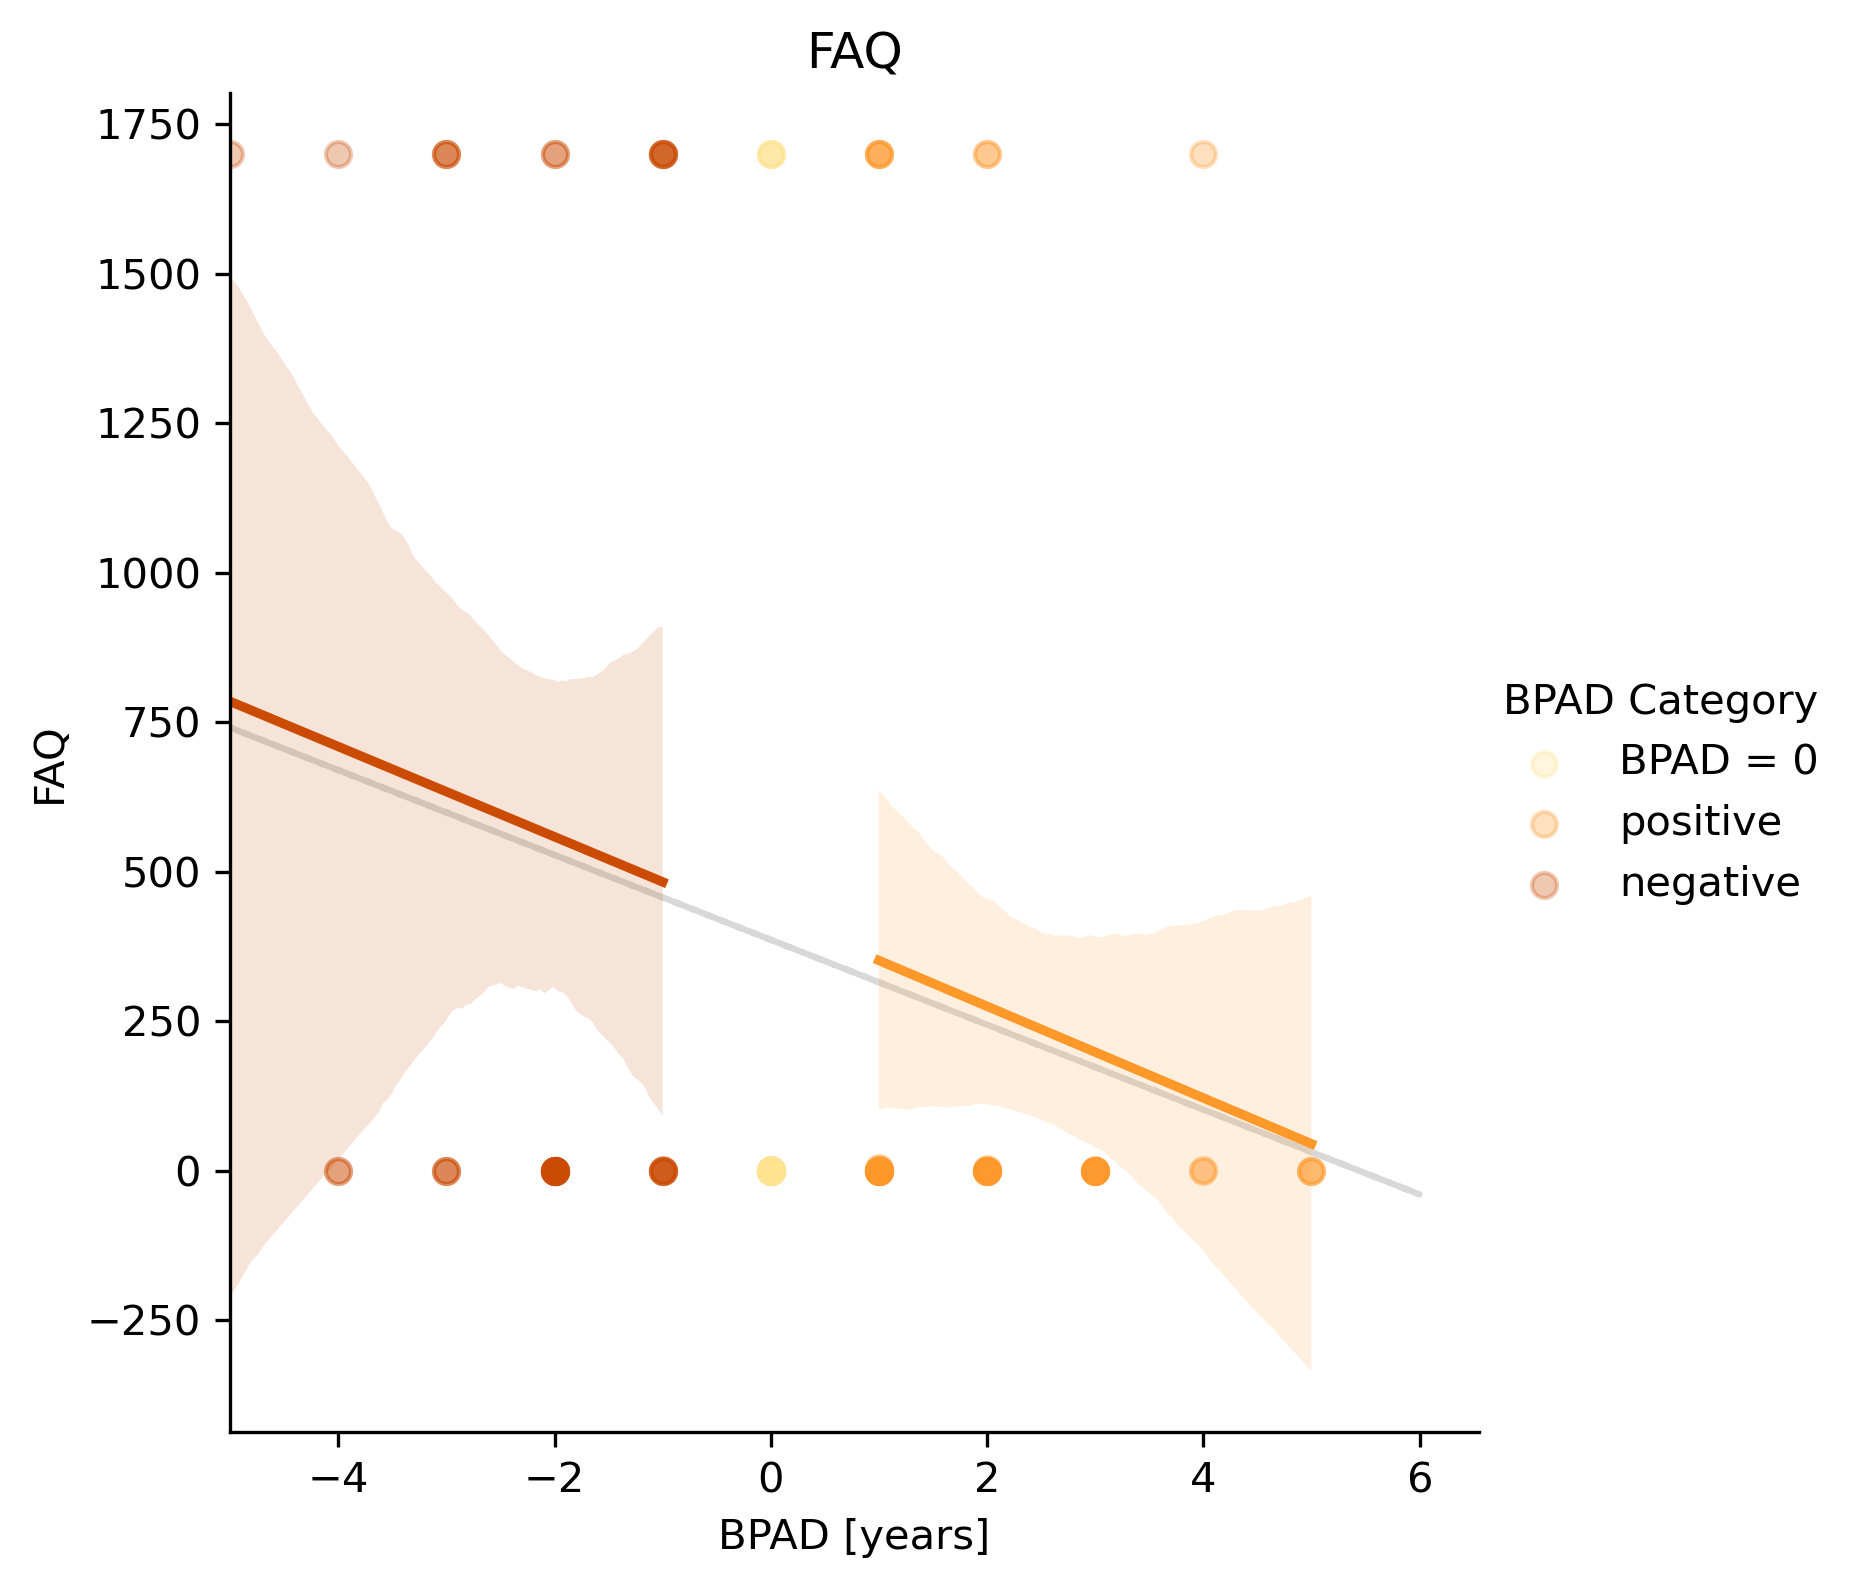 FAQ
1750
1500
1250
1000
750
500
250
0
−250
FAQ
−4
−2
0
2
4
6
BPAD [years]
BPAD Category
BPAD = 0
positive
negative